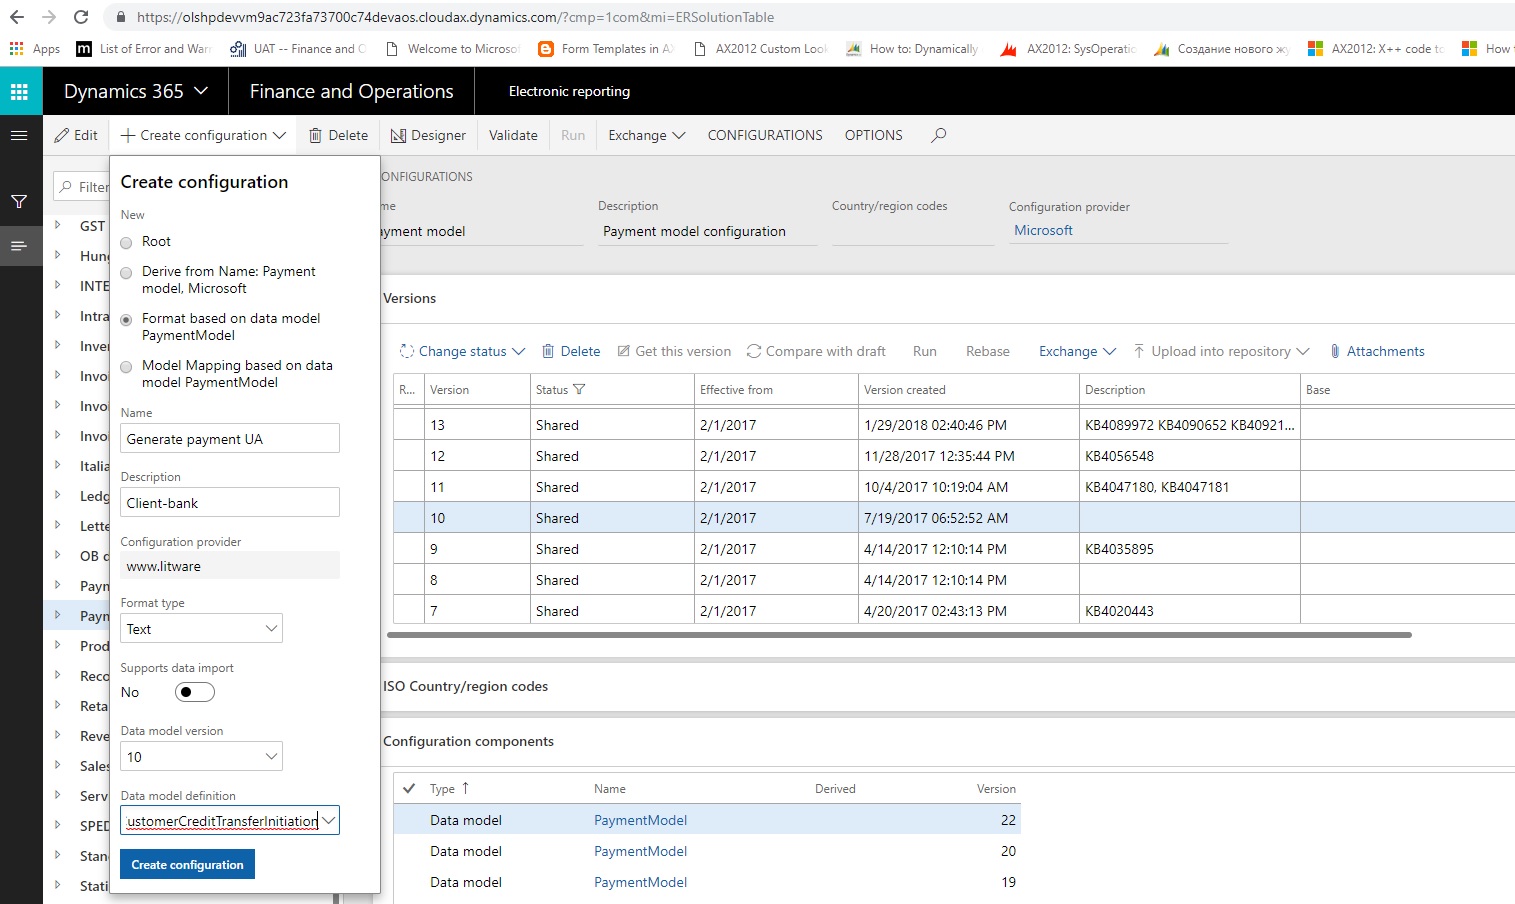 https://olshpdevvm9ac723fa73700c74devaos.cloudax.dynamics.com/?cmp=1com&mi=ERSolutionTable
Apps List of Error and Warn UAT -- Finance and O Welcome to Microsof Form Templates in AX AX2012 Custom Look How to: Dynamically AX2012: SysOperatio Создание нового жу AX2012: X++ code to How t
Dynamics 365 Finance and Operations Electronic reporting
Edit Create configuration Delete Designer Validate Run Exchange CONFIGURATIONS OPTIONS
Filter
GST
Hung
INTE
Intra
Inver
Invoi
Invoi
Invoi
Italia
Ledg
Lette
OB d
Payn
Payn
Prod
Reco
Reta
Reve
Sales
Servi
SPED
Stan
Stati
Create configuration
New
Root
Derive from Name: Payment
model, Microsoft
Format based on data model
PaymentModel
Model Mapping based on data
model PaymentModel
Name
Generate payment UA
Description
Client-bank
Configuration provider
www.litware
Format type
Text
Supports data import
No
Data model version
10
Data model definition
ustomerCreditTransferInitiation
Create configuration
ONFIGURATIONS
me Description Country/region codes Configuration provider
ayment model Payment model configuration Microsoft
Versions
Change status Delete Get this version Compare with draft Run Rebase Exchange Upload into repository Attachments
R... Version Status Effective from Version created Description Base
13 Shared 2/1/2017 1/29/2018 02:40:46 PM KB4089972 KB4090652 KB40921...
12 Shared 2/1/2017 11/28/2017 12:35:44 PM KB4056548
11 Shared 2/1/2017 10/4/2017 10:19:04 AM KB4047180, KB4047181
10 Shared 2/1/2017 7/19/2017 06:52:52 AM
9 Shared 2/1/2017 4/14/2017 12:10:14 PM KB4035895
8 Shared 2/1/2017 4/14/2017 12:10:14 PM
7 Shared 2/1/2017 4/20/2017 02:43:13 PM KB4020443
ISO Country/region codes
Configuration components
Type Name Derived Version
Data model PaymentModel 22
Data model PaymentModel 20
Data model PaymentModel 19